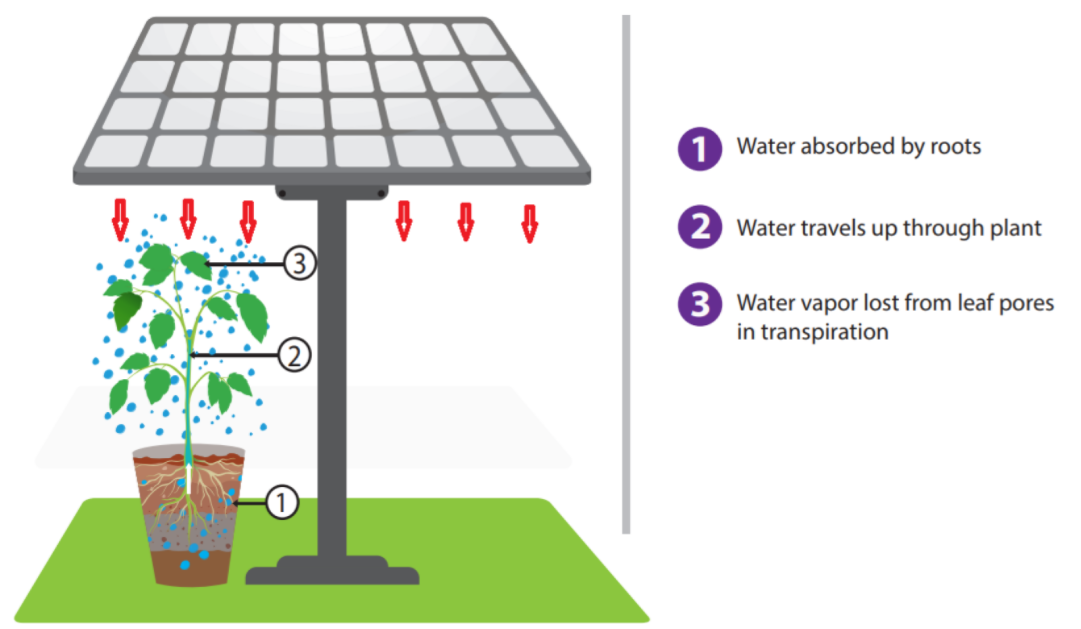 3
2
1
1 Water absorbed by roots
2 Water travels up through plant
3 Water vapor lost from leaf pores
in transpiration